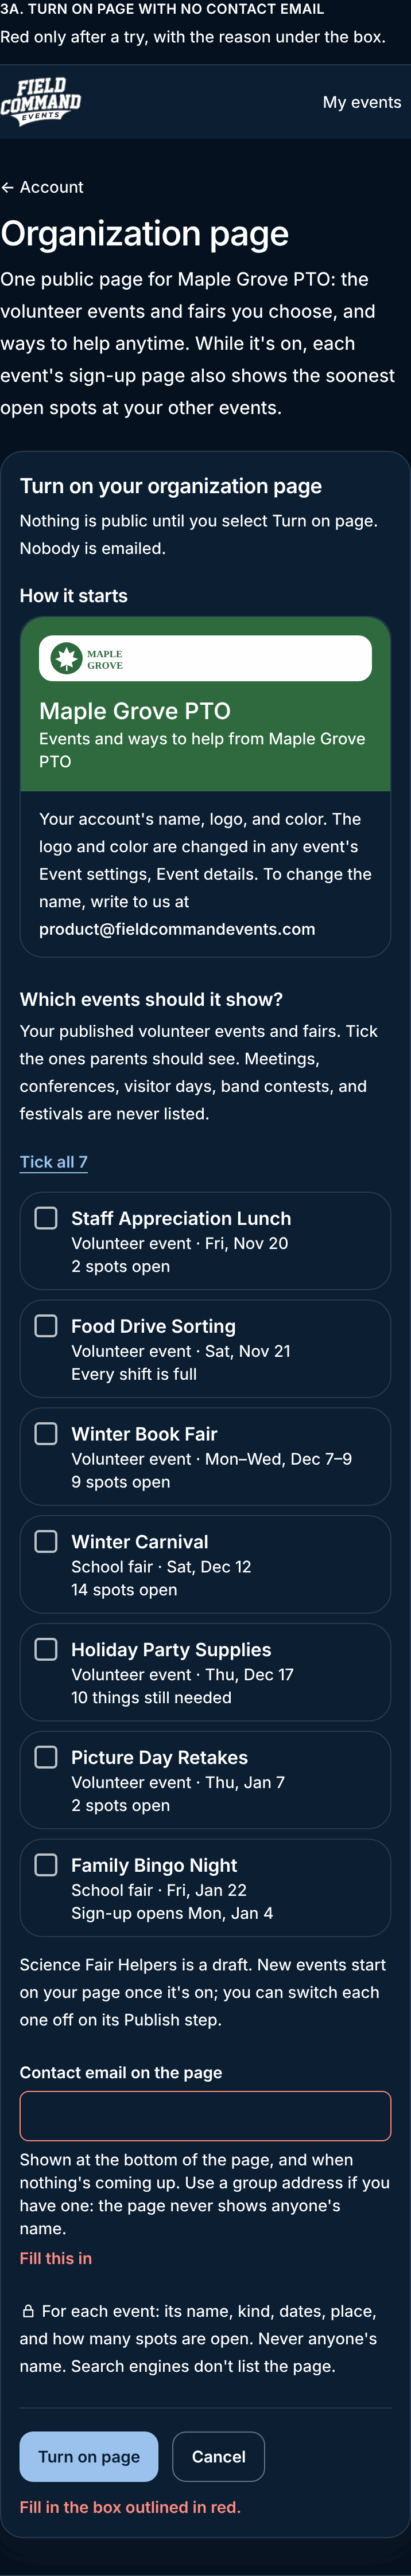 3A. TURN ON PAGE WITH NO CONTACT EMAIL
Red only after a try, with the reason under the box.
FIELD
COMMAND
EVENTS
My events
← Account
Organization page
One public page for Maple Grove PTO: the
volunteer events and fairs you choose, and
ways to help anytime. While it's on, each
event's sign-up page also shows the soonest
open spots at your other events.
Turn on your organization page
Nothing is public until you select Turn on page.
Nobody is emailed.
How it starts
MAPLE
GROVE
Maple Grove PTO
Events and ways to help from Maple Grove
PTO
Your account's name, logo, and color. The
logo and color are changed in any event's
Event settings, Event details. To change the
name, write to us at
product@fieldcommandevents.com
Which events should it show?
Your published volunteer events and fairs. Tick
the ones parents should see. Meetings,
conferences, visitor days, band contests, and
festivals are never listed.
Tick all 7
Staff Appreciation Lunch
Volunteer event · Fri, Nov 20
2 spots open
Food Drive Sorting
Volunteer event · Sat, Nov 21
Every shift is full
Winter Book Fair
Volunteer event · Mon–Wed, Dec 7–9
9 spots open
Winter Carnival
School fair · Sat, Dec 12
14 spots open
Holiday Party Supplies
Volunteer event · Thu, Dec 17
10 things still needed
Picture Day Retakes
Volunteer event · Thu, Jan 7
2 spots open
Family Bingo Night
School fair · Fri, Jan 22
Sign-up opens Mon, Jan 4
Science Fair Helpers is a draft. New events start
on your page once it's on; you can switch each
one off on its Publish step.
Contact email on the page
Shown at the bottom of the page, and when
nothing's coming up. Use a group address if you
have one: the page never shows anyone's
name.
Fill this in
For each event: its name, kind, dates, place,
and how many spots are open. Never anyone's
name. Search engines don't list the page.
Turn on page
Cancel
Fill in the box outlined in red.